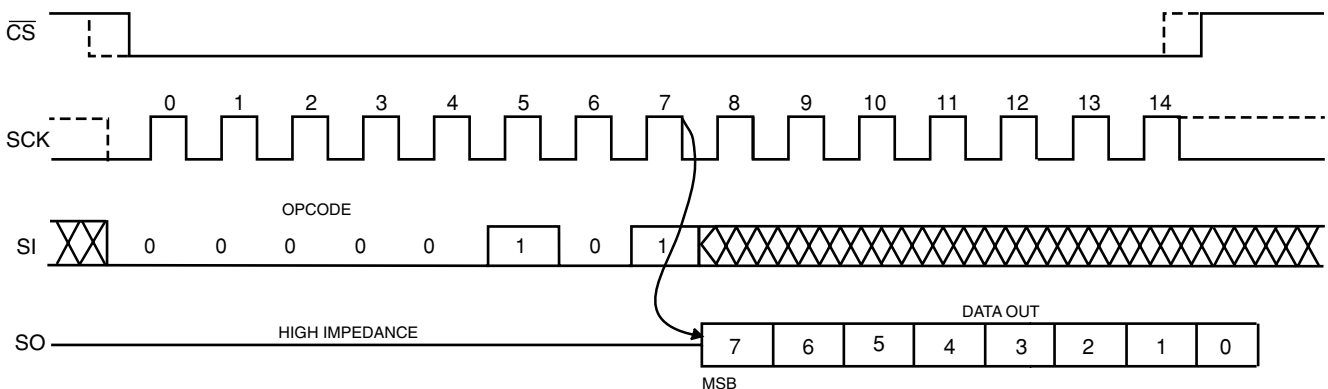 CS
0 1 2 3 4 5 6 7 8 9 10 11 12 13 14
SCK
OPCODE
SI 0 0 0 0 0 1 0 1
DATA OUT
HIGH IMPEDANCE
SO 7 6 5 4 3 2 1 0
MSB